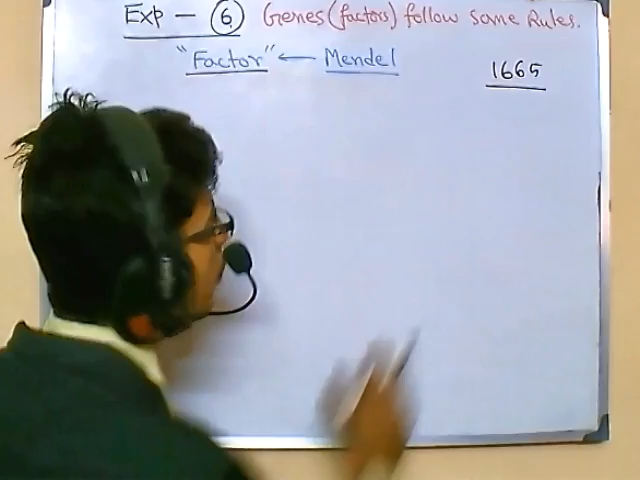 Exp - 6 Genes (factors) follow some Rules.
"Factor" ← Mendel
1665